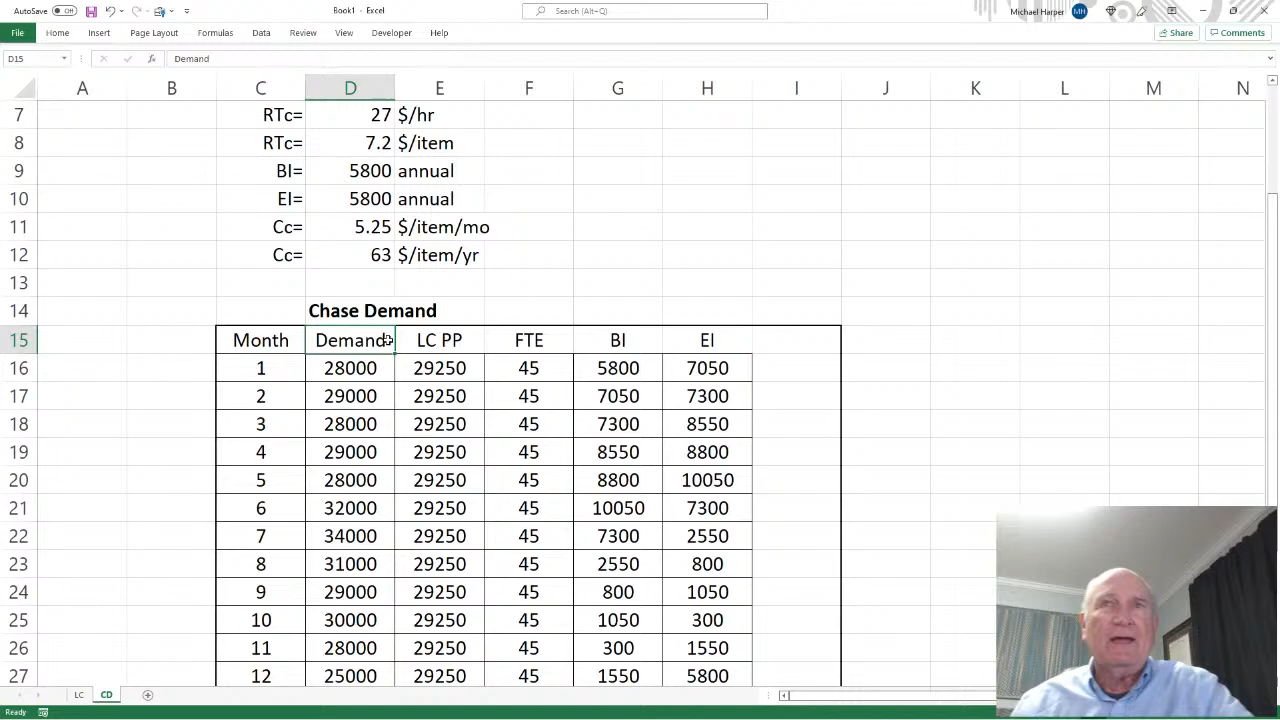 AutoSave Off Book1 - Excel Search (Alt+Q) Michael Harper MH
File Home Insert Page Layout Formulas Data Review View Developer Help Share Comments
D15 fx Demand
A B C D E F G H I J K L M N
7 RTc= 27 $/hr
8 RTc= 7.2 $/item
9 BI= 5800 annual
10 EI= 5800 annual
11 Cc= 5.25 $/item/mo
12 Cc= 63 $/item/yr
13
14 Chase Demand
15 Month Demand LC PP FTE BI EI
16 1 28000 29250 45 5800 7050
17 2 29000 29250 45 7050 7300
18 3 28000 29250 45 7300 8550
19 4 29000 29250 45 8550 8800
20 5 28000 29250 45 8800 10050
21 6 32000 29250 45 10050 7300
22 7 34000 29250 45 7300 2550
23 8 31000 29250 45 2550 800
24 9 29000 29250 45 800 1050
25 10 30000 29250 45 1050 300
26 11 28000 29250 45 300 1550
27 12 25000 29250 45 1550 5800
LC CD
Ready